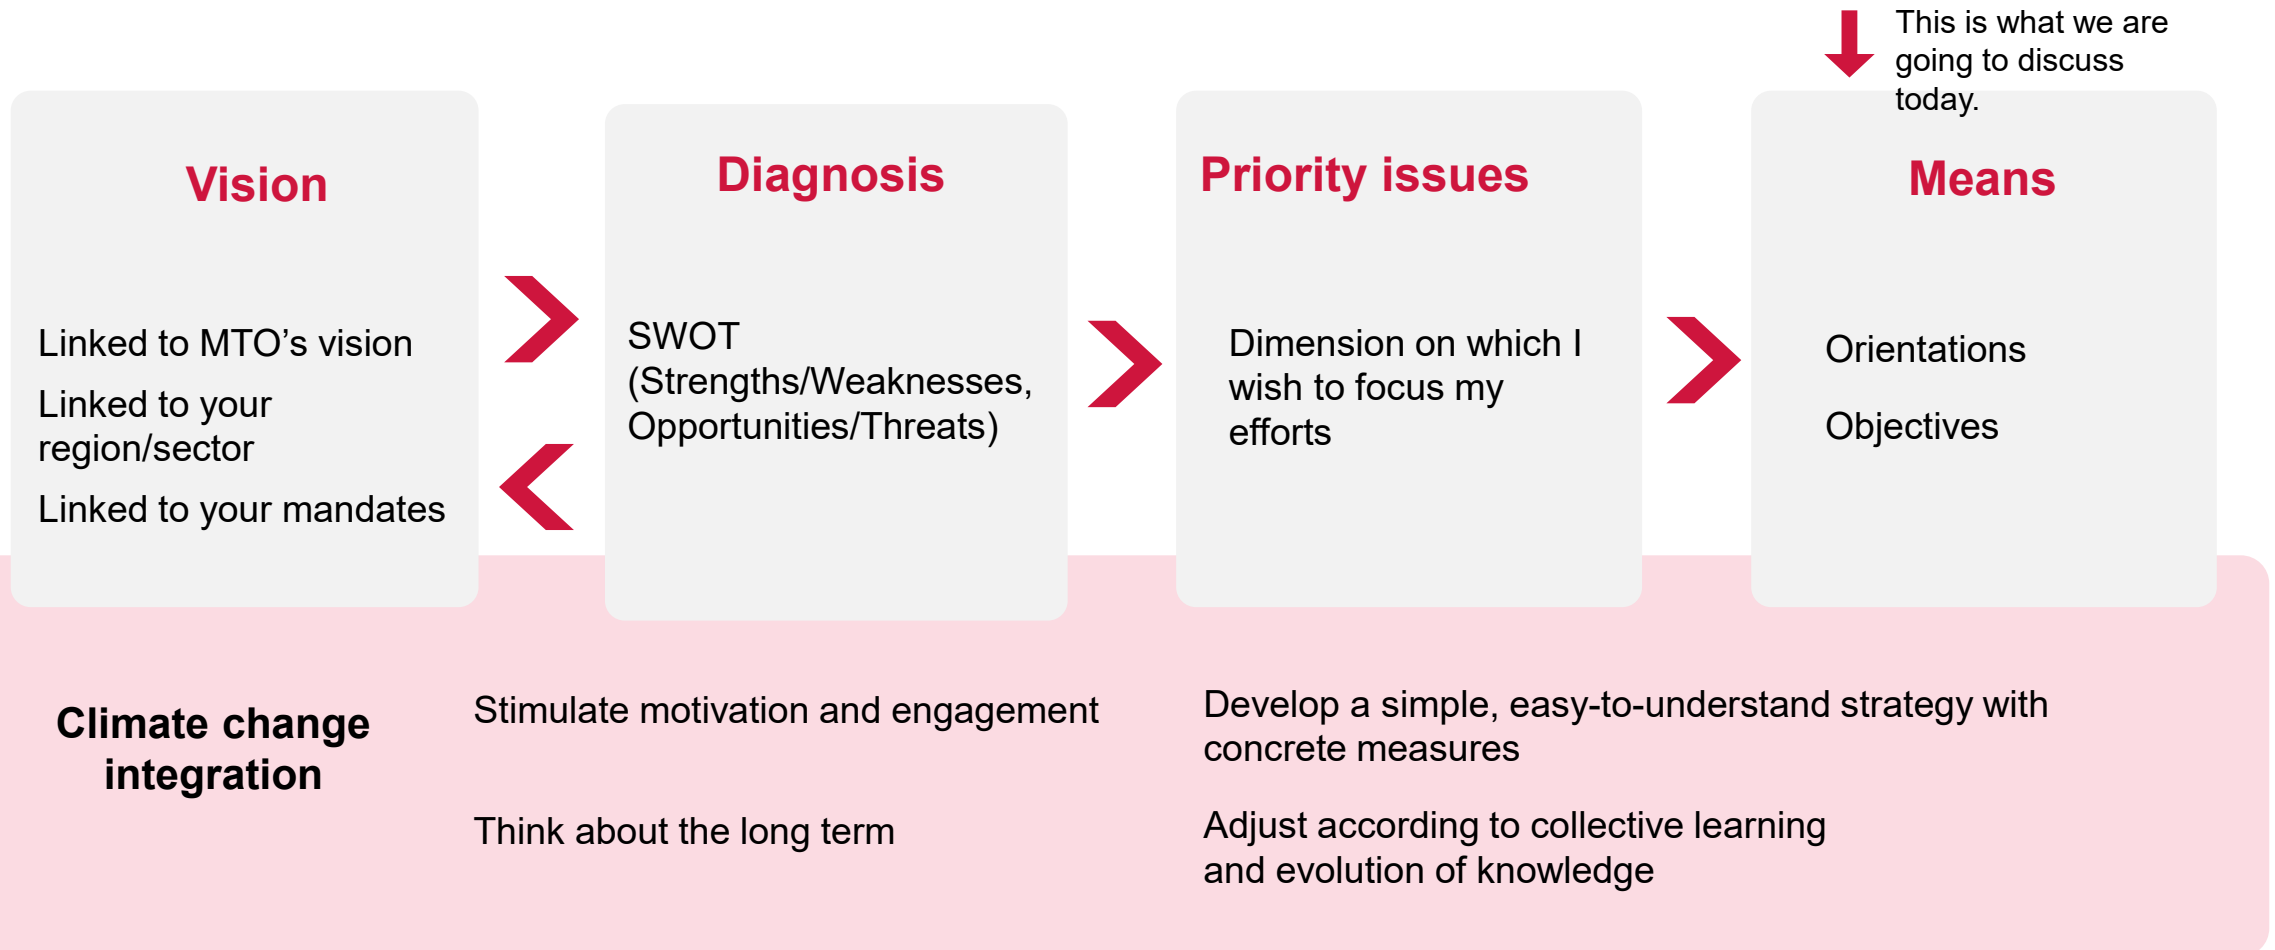 This is what we are
going to discuss
today.
Vision
Linked to MTO’s vision
Linked to your
region/sector
Linked to your mandates
Diagnosis
SWOT
(Strengths/Weaknesses,
Opportunities/Threats)
Priority issues
Dimension on which I
wish to focus my
efforts
Means
Orientations
Objectives
Climate change
integration
Stimulate motivation and engagement
Think about the long term
Develop a simple, easy-to-understand strategy with
concrete measures
Adjust according to collective learning
and evolution of knowledge